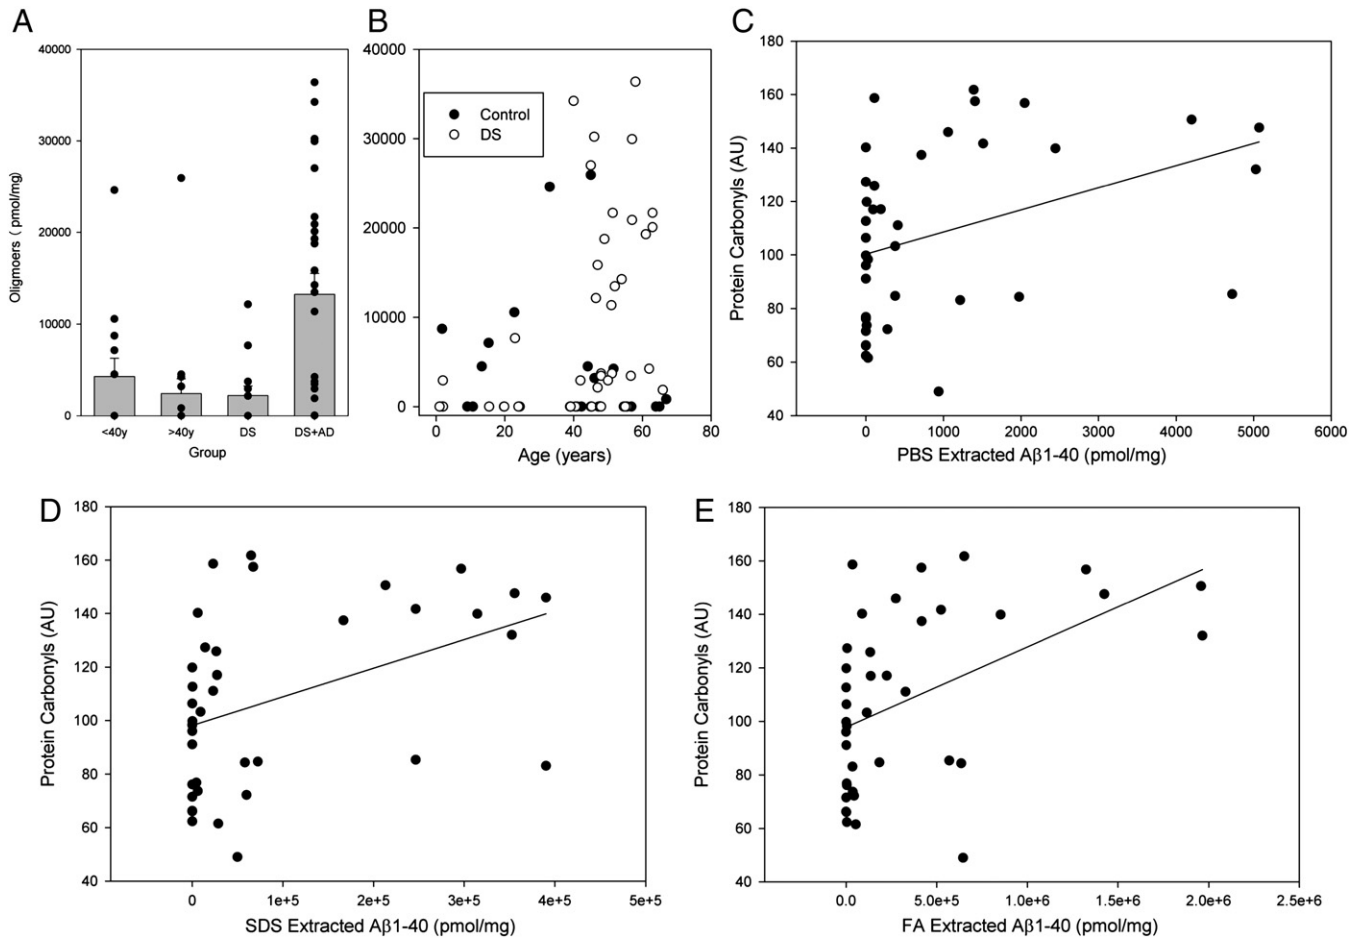 A
40000
30000
20000
10000
0
Oligmoers ( pmol/mg)
<40y
>40y
DS
DS+AD
Group
B
40000
30000
20000
10000
0
Control
DS
0
20
40
60
80
Age (years)
C
180
160
140
120
100
80
60
40
Protein Carbonyls (AU)
0
1000
2000
3000
4000
5000
6000
PBS Extracted Aβ1-40 (pmol/mg)
D
180
160
140
120
100
80
60
40
Protein Carbonyls (AU)
0
1e+5
2e+5
3e+5
4e+5
5e+5
SDS Extracted Aβ1-40 (pmol/mg)
E
180
160
140
120
100
80
60
40
Protein Carbonyls (AU)
0.0
5.0e+5
1.0e+6
1.5e+6
2.0e+6
2.5e+6
FA Extracted Aβ1-40 (pmol/mg)